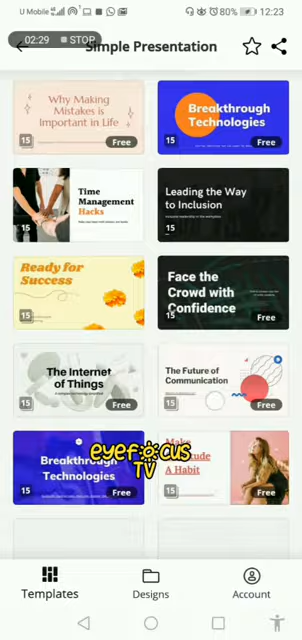 U Mobile
80%
12:23
02:29
STOP
Simple Presentation
Why Making
Mistakes is
Important in Life
15
Free
Breakthrough
Technologies
15
Free
Time
Management
Hacks
15
Leading the Way
to Inclusion
15
Ready for
Success
15
Face the
Crowd with
Confidence
15
Free
The Internet
of Things
15
Free
The Future of
Communication
15
Free
Breakthrough
Technologies
15
Free
Make
A Habit
15
Free
eyefocus
TV
Templates
Designs
Account